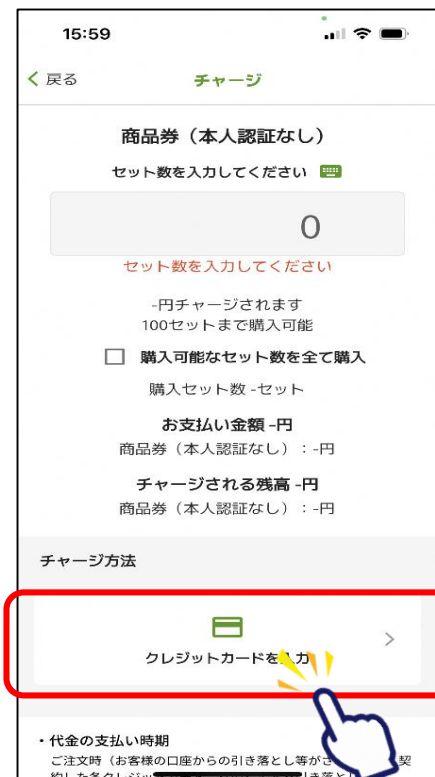 15:59
戻る
チャージ
商品券（本人認証なし）
セット数を入力してください
0
セット数を入力してください
-円チャージされます
100セットまで購入可能
購入可能なセット数を全て購入
購入セット数 -セット
お支払い金額 -円
商品券（本人認証なし）：-円
チャージされる残高 -円
商品券（本人認証なし）：-円
チャージ方法
クレジットカードを 力
・代金の支払い時期
ご注文時（お客様の口座からの引き落とし等がさ 契